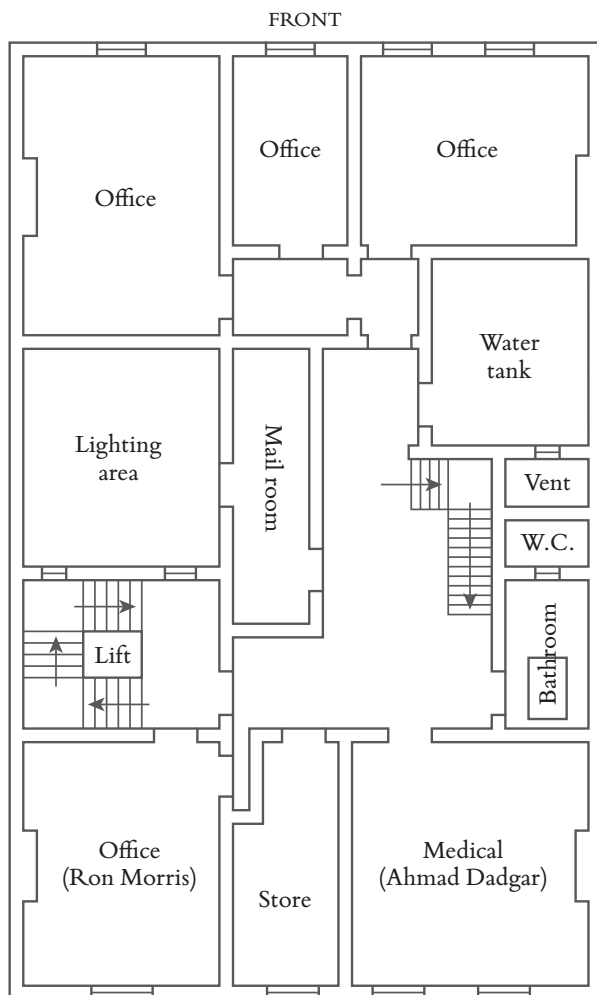 FRONT
Office
Office
Office
Water
tank
Lighting
area
Mail room
Vent
W.C.
Lift
Bathroom
Office
(Ron Morris)
Store
Medical
(Ahmad Dadgar)